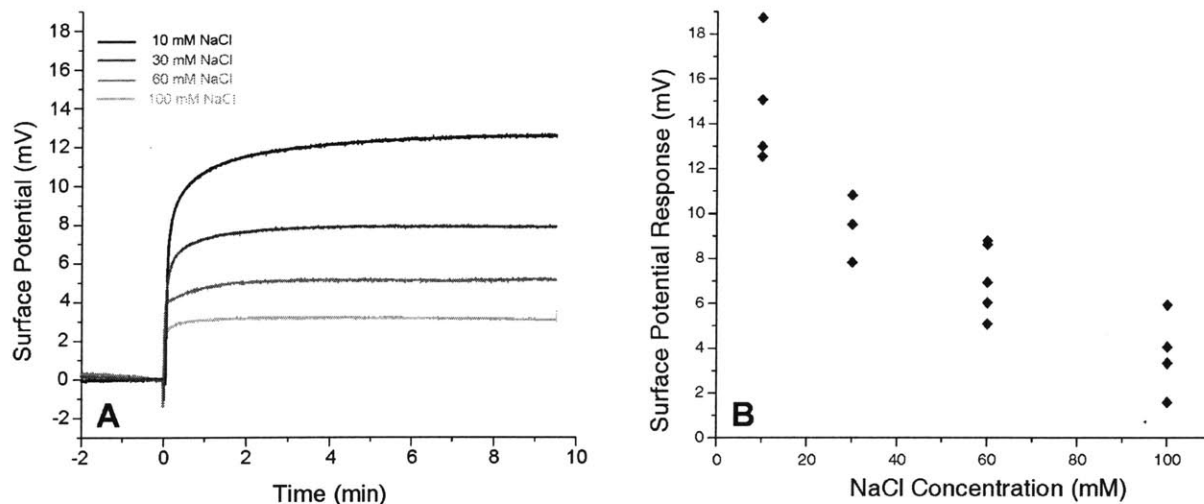 18
16
14
12
10
8
6
4
2
0
-2
10 mM NaCl
30 mM NaCl
60 mM NaCl
100 mM NaCl
Surface Potential (mV)
A
-2 0 2 4 6 8 10
Time (min)
18
16
14
12
10
8
6
4
2
0
Surface Potential Response (mV)
B
0 20 40 60 80 100
NaCl Concentration (mM)